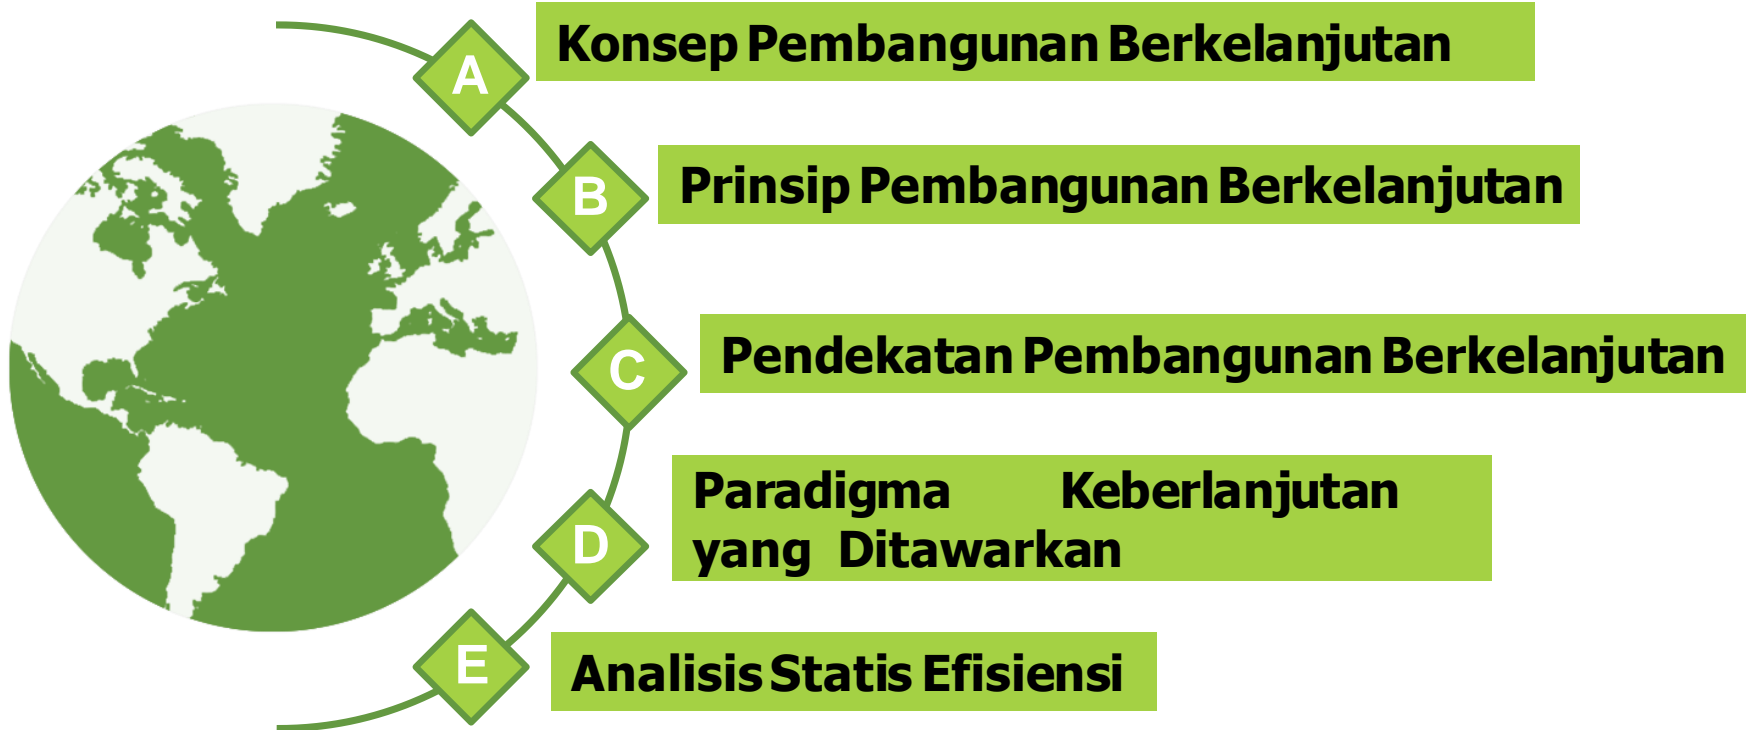 A
Konsep Pembangunan Berkelanjutan
B
Prinsip Pembangunan Berkelanjutan
C
Pendekatan Pembangunan Berkelanjutan
D
Paradigma Keberlanjutan
yang Ditawarkan
E
Analisis Statis Efisiensi